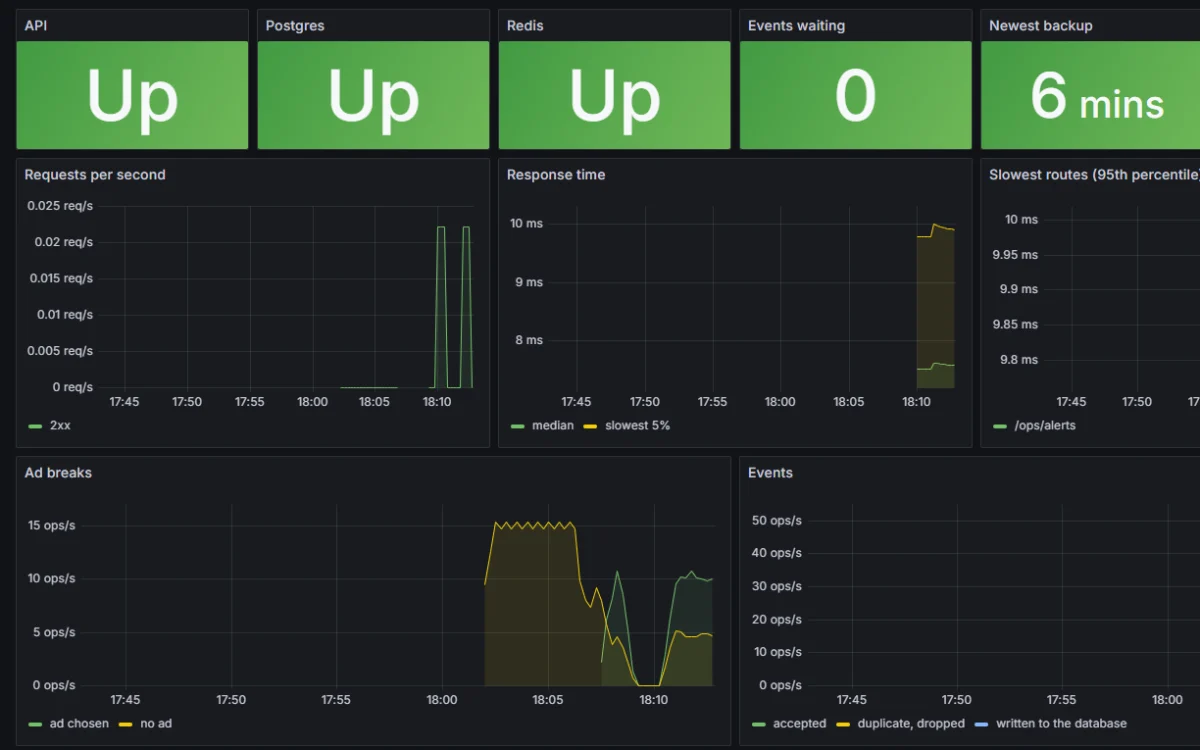 API Postgres Redis Events waiting Newest backup
Up Up Up 0 6 mins
Requests per second
0.025 req/s
0.02 req/s
0.015 req/s
0.01 req/s
0.005 req/s
0 req/s
17:45 17:50 17:55 18:00 18:05 18:10
2xx
Response time
10 ms
9 ms
8 ms
17:45 17:50 17:55 18:00 18:05 18:10
median slowest 5%
Slowest routes (95th percentile)
10 ms
9.95 ms
9.9 ms
9.85 ms
9.8 ms
17:45 17:50
/ops/alerts
Ad breaks
15 ops/s
10 ops/s
5 ops/s
0 ops/s
17:45 17:50 17:55 18:00 18:05 18:10
ad chosen no ad
Events
50 ops/s
40 ops/s
30 ops/s
20 ops/s
10 ops/s
0 ops/s
17:45 17:50 17:55 18:00
accepted duplicate, dropped written to the database